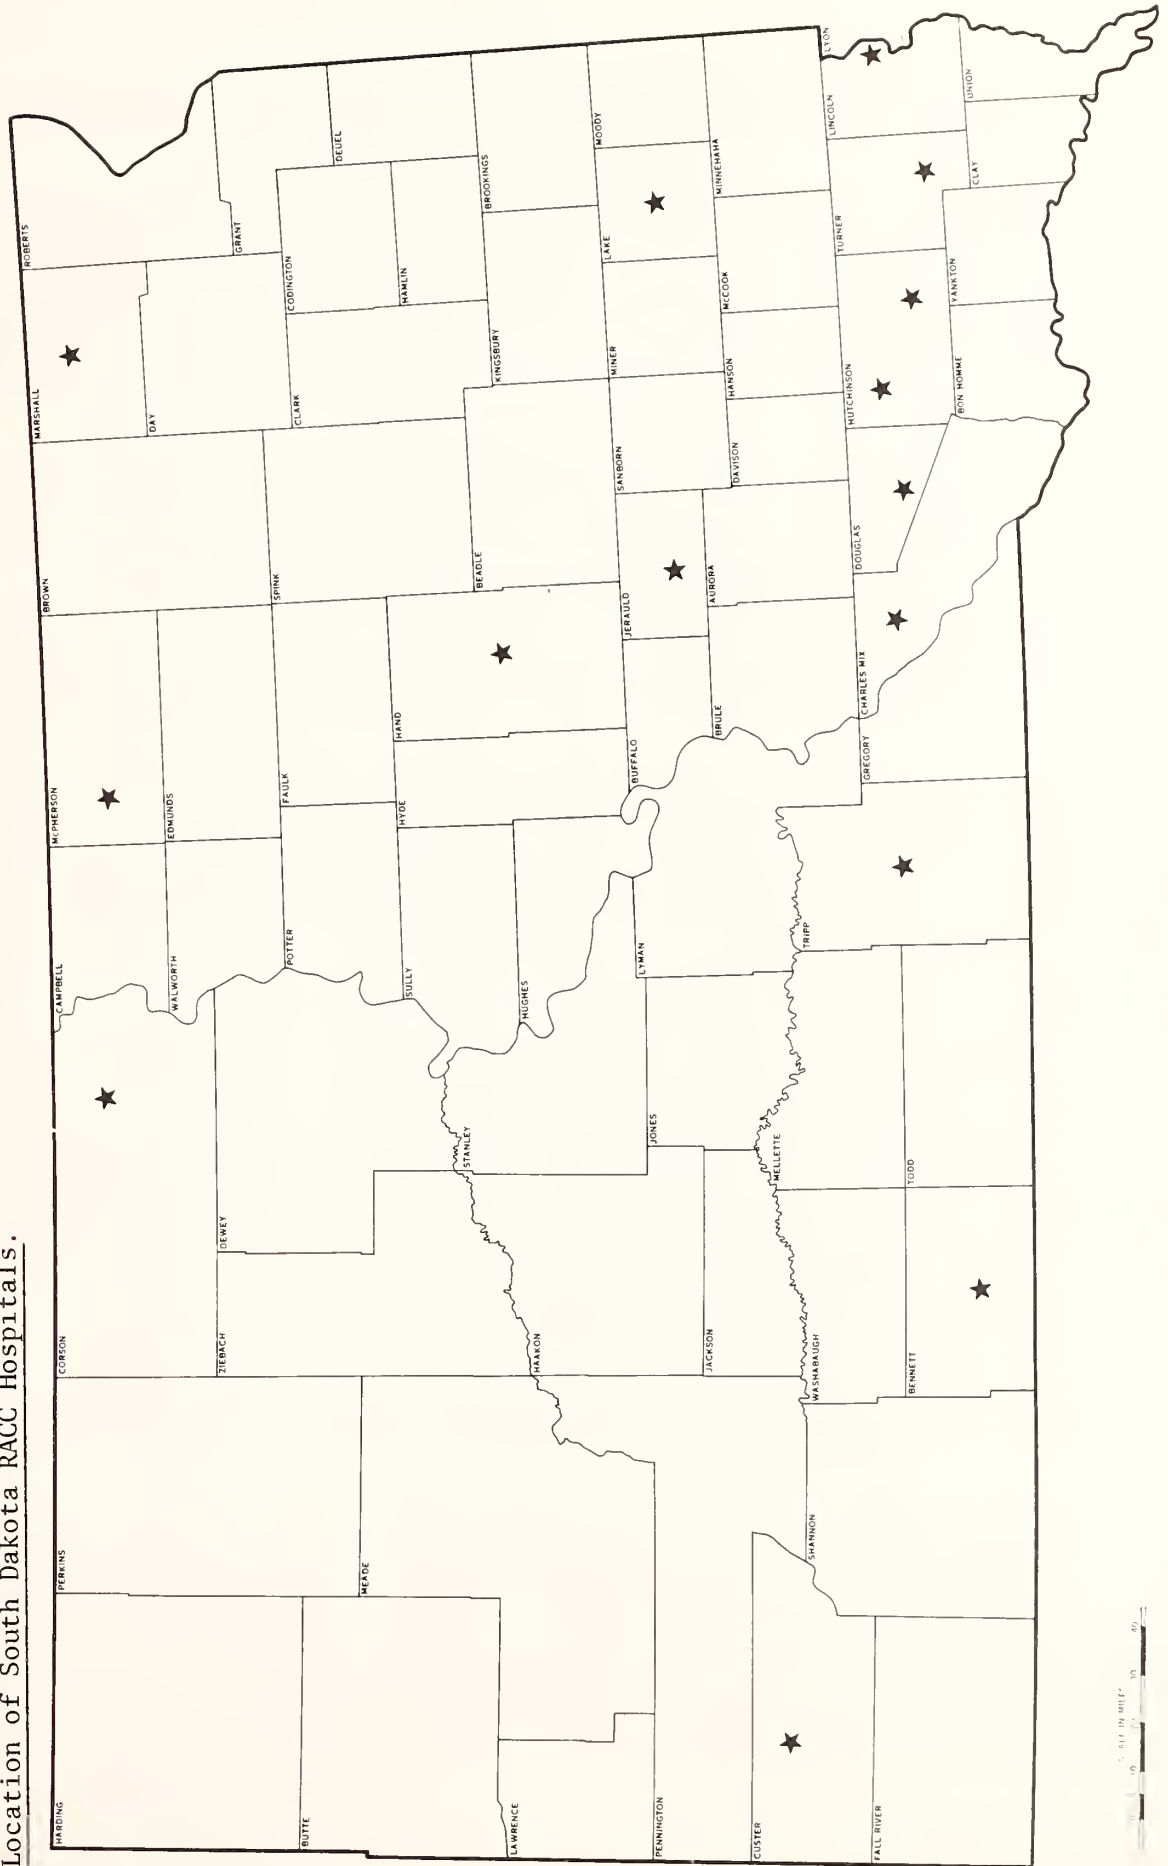 Location of South Dakota RACC Hospitals.
HARDING
PERKINS
CORSON
CAMPBELL
McPHERSON
BROWN
MARSHALL
ROBERTS
WALWORTH
EDMUNDS
DAY
GRANT
BUTTE
MEADE
ZIEBACH
DEWEY
POTTER
FAULK
SPINK
CLARK
CODINGTON
DEUEL
HAMLIN
SULLY
HYDE
HAND
BEADLE
KINGSBURY
BROOKINGS
LAWRENCE
HAAKON
STANLEY
HUGHES
BUFFALO
JERAULD
SANBORN
MINER
LAKE
MOODY
PENNINGTON
JACKSON
JONES
LYMAN
BRULE
AURORA
DAVISON
HANSON
McCOOK
MINNEHAHA
CUSTER
SHANNON
WASHABAUGH
MELLETTE
TRIPP
GREGORY
CHARLES MIX
DOUGLAS
HUTCHINSON
TURNER
LINCOLN
LYON
FALL RIVER
BENNETT
TODD
BON HOMME
YANKTON
CLAY
UNION
IN MILES
40